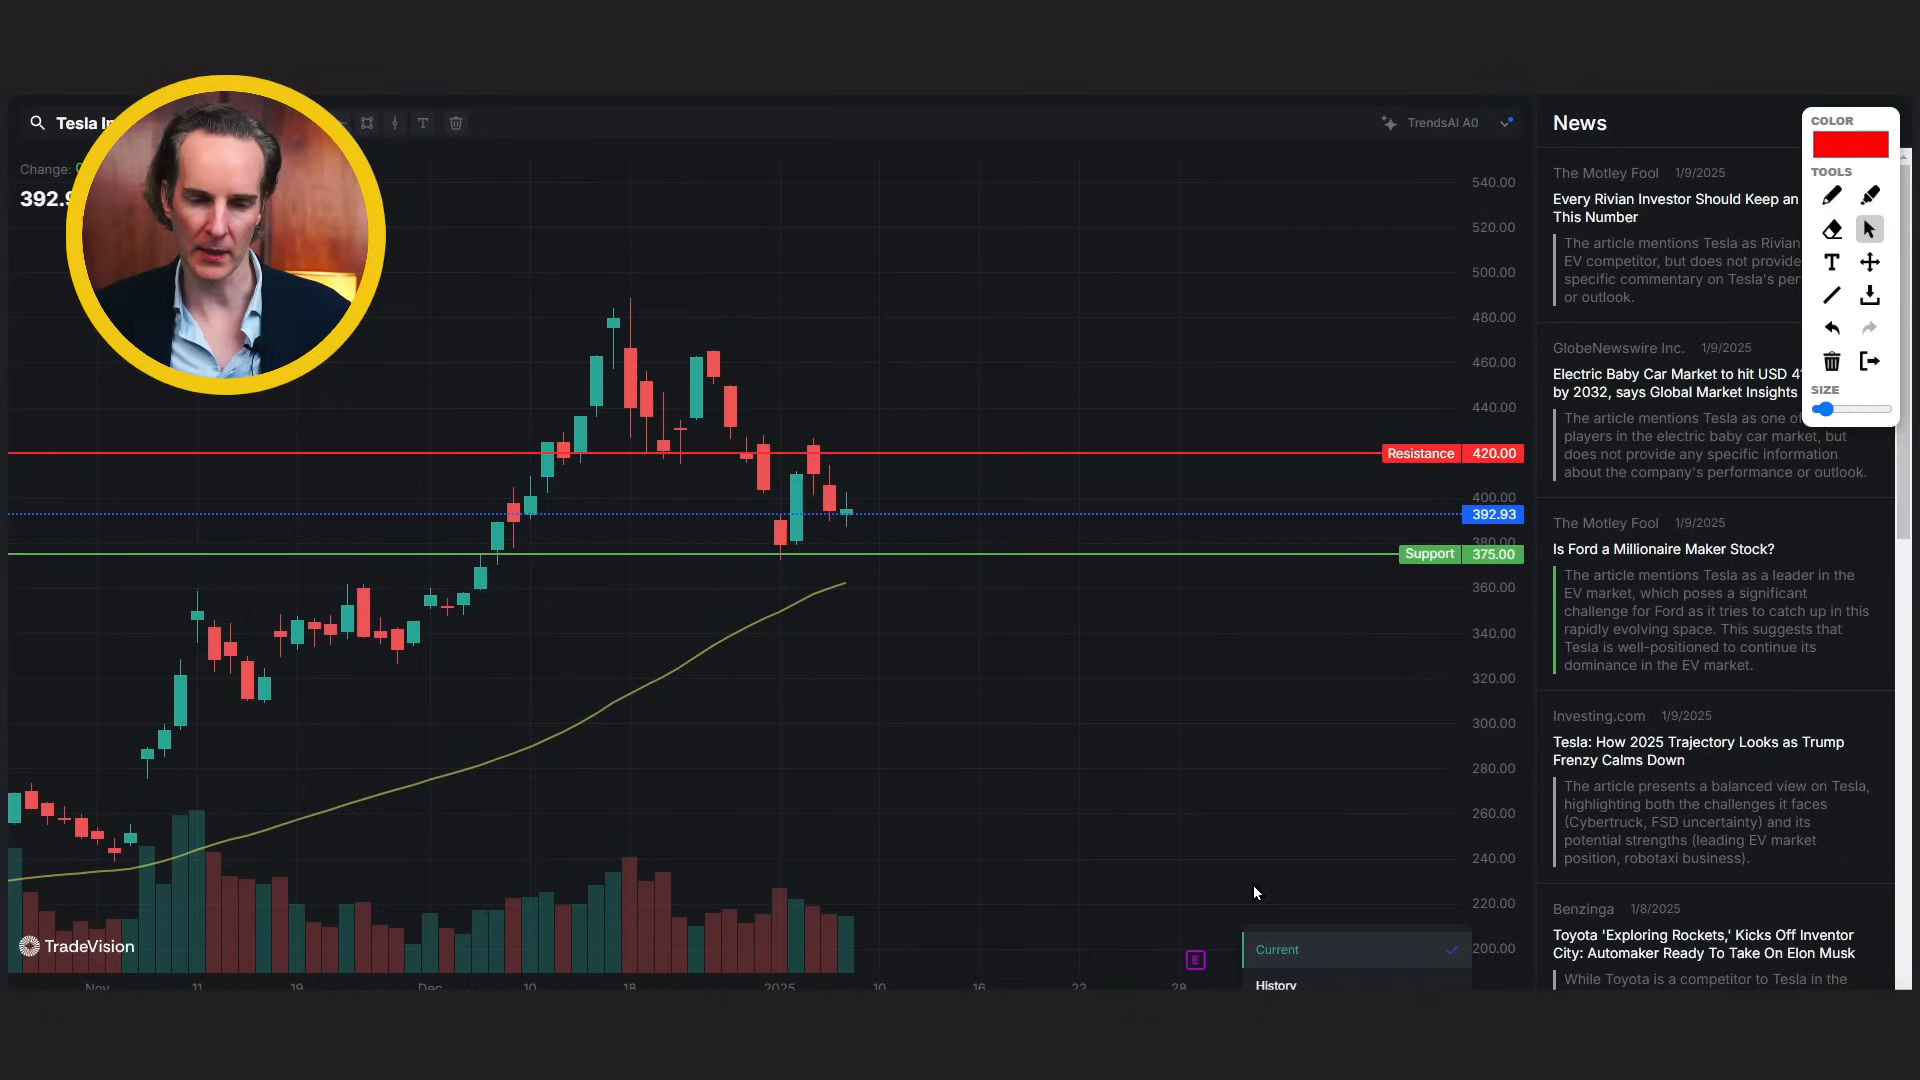 Tesla In
TrendsAI A0
Change:
392.9
540.00
520.00
500.00
480.00
460.00
440.00
Resistance 420.00
400.00
392.93
380.00
Support 375.00
360.00
340.00
320.00
300.00
280.00
260.00
240.00
220.00
200.00
TradeVision
E
Current
History
Nov
11
19
Dec
10
18
2025
10
16
22
28
News
The Motley Fool 1/9/2025
Every Rivian Investor Should Keep an
This Number
The article mentions Tesla as Rivian
EV competitor, but does not provide
specific commentary on Tesla's per
or outlook.
GlobeNewswire Inc. 1/9/2025
Electric Baby Car Market to hit USD 4
by 2032, says Global Market Insights
The article mentions Tesla as one of
players in the electric baby car market, but
does not provide any specific information
about the company's performance or outlook.
The Motley Fool 1/9/2025
Is Ford a Millionaire Maker Stock?
The article mentions Tesla as a leader in the
EV market, which poses a significant
challenge for Ford as it tries to catch up in this
rapidly evolving space. This suggests that
Tesla is well-positioned to continue its
dominance in the EV market.
Investing.com 1/9/2025
Tesla: How 2025 Trajectory Looks as Trump
Frenzy Calms Down
The article presents a balanced view on Tesla,
highlighting both the challenges it faces
(Cybertruck, FSD uncertainty) and its
potential strengths (leading EV market
position, robotaxi business).
Benzinga 1/8/2025
Toyota 'Exploring Rockets,' Kicks Off Inventor
City: Automaker Ready To Take On Elon Musk
While Toyota is a competitor to Tesla in the
COLOR
TOOLS
SIZE